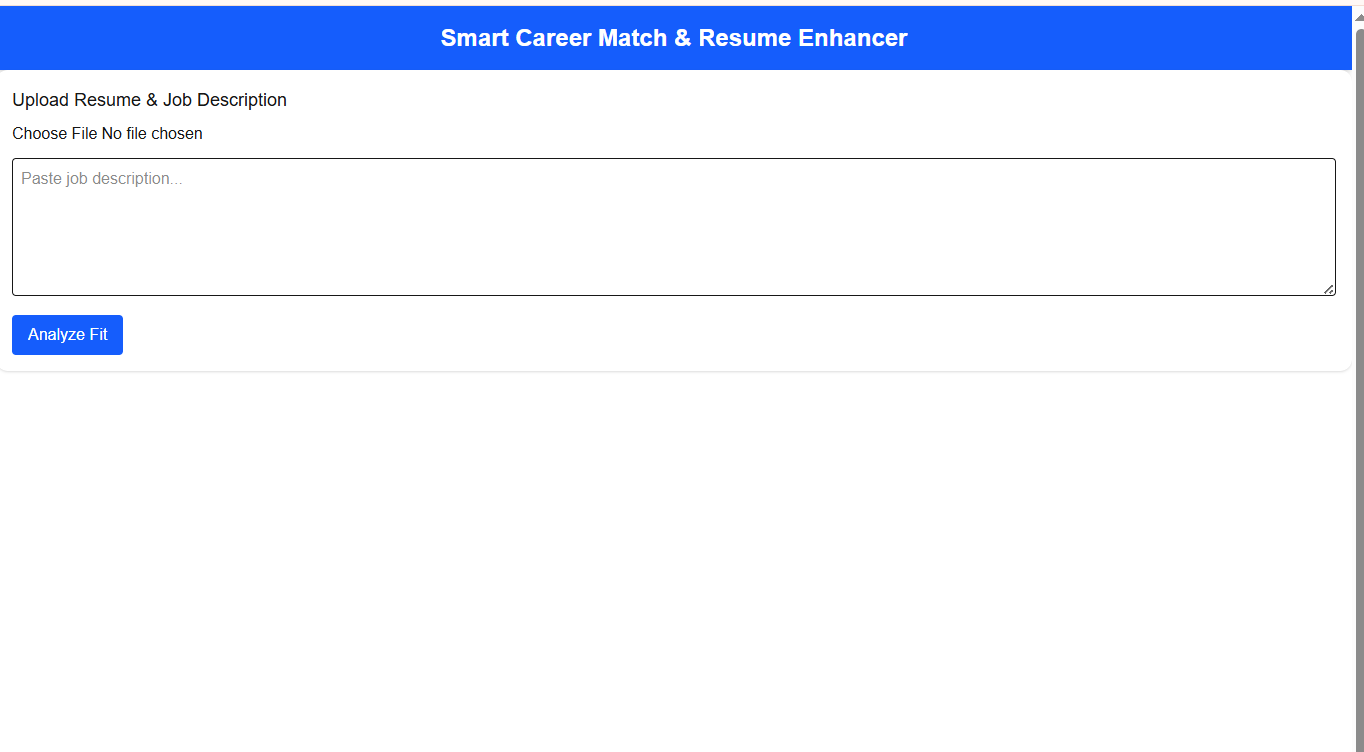 Smart Career Match & Resume Enhancer
Upload Resume & Job Description
Choose File No file chosen
Paste job description...
Analyze Fit